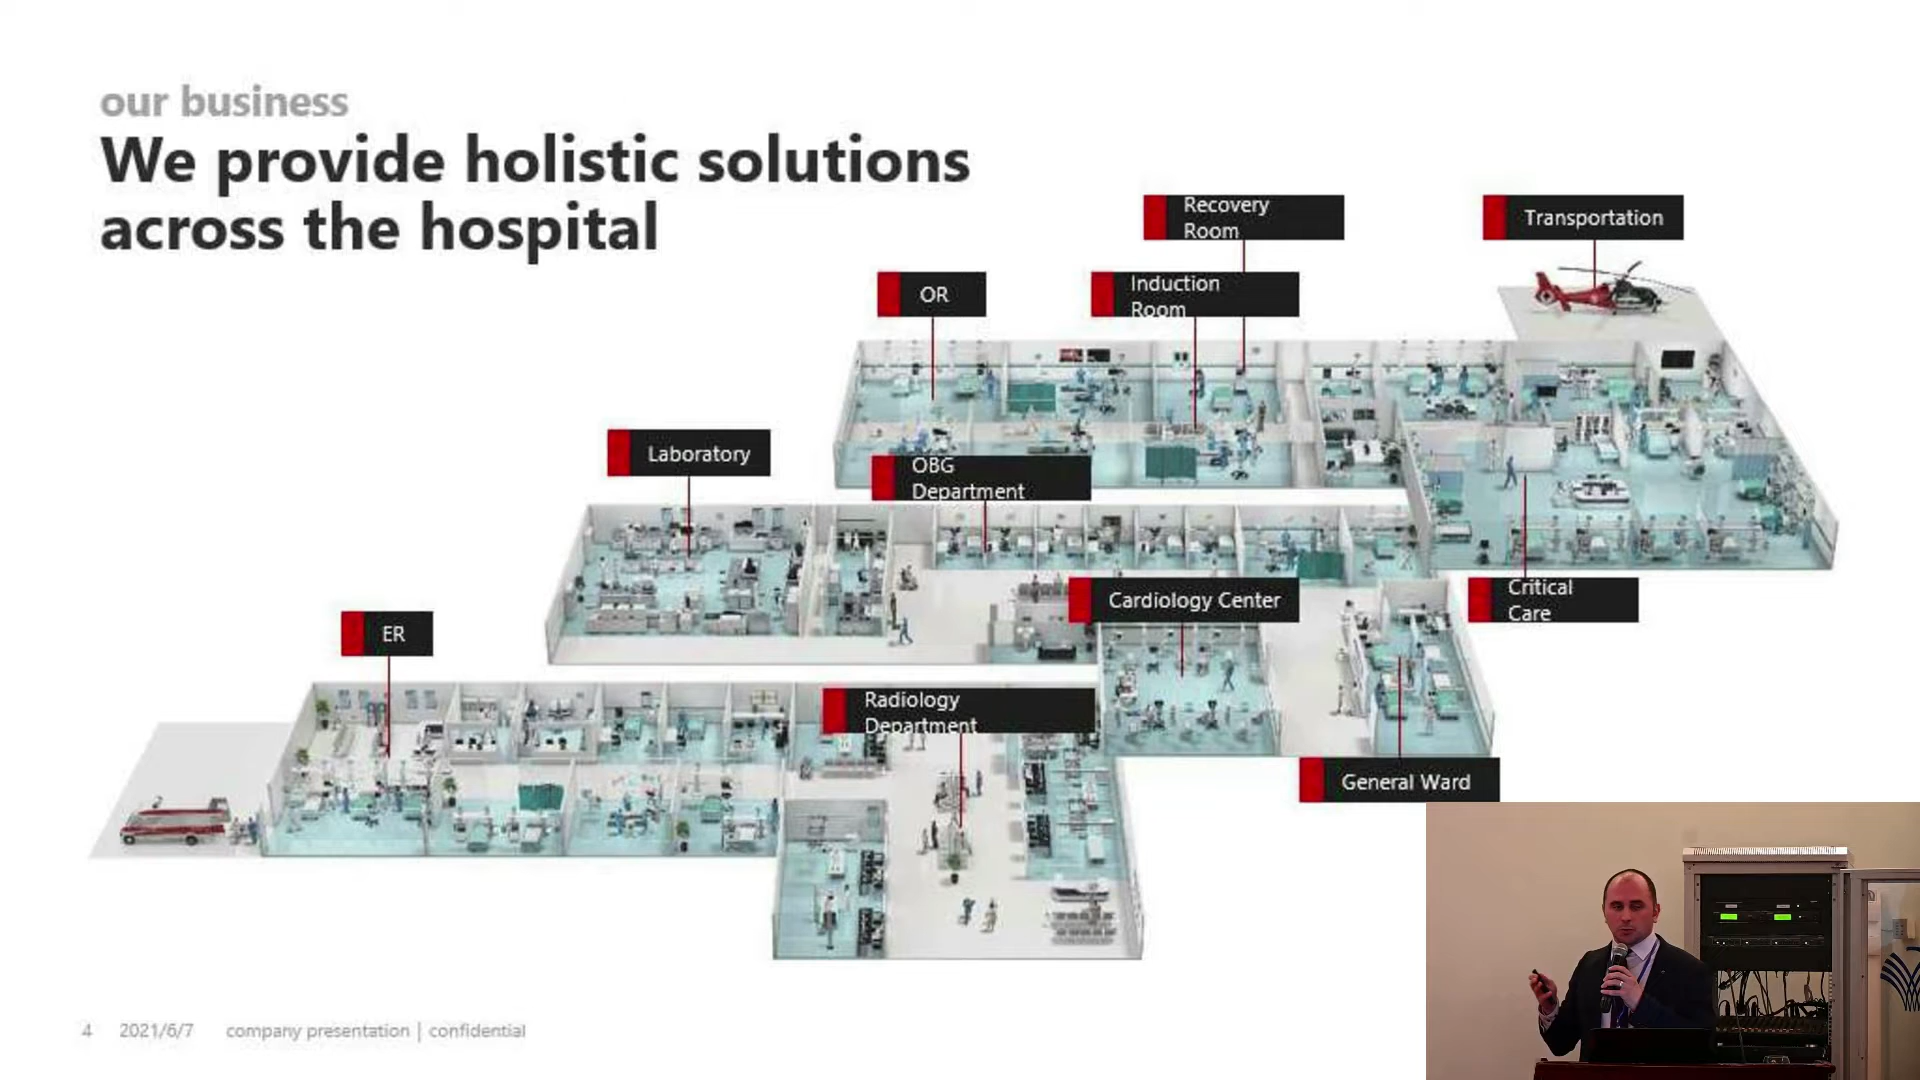 our business
We provide holistic solutions
across the hospital
Recovery
Room
Transportation
OR
Induction
Room
Laboratory
OBG
Department
Cardiology Center
Critical
Care
ER
Radiology
Department
General Ward
4 2021/6/7 company presentation | confidential